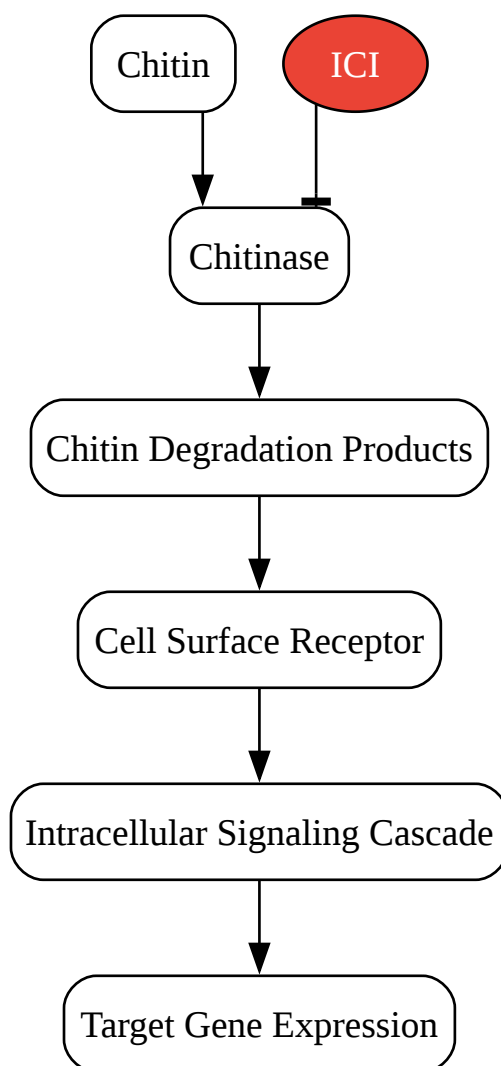 Chitin
ICI
Chitinase
Chitin Degradation Products
Cell Surface Receptor
Intracellular Signaling Cascade
Target Gene Expression